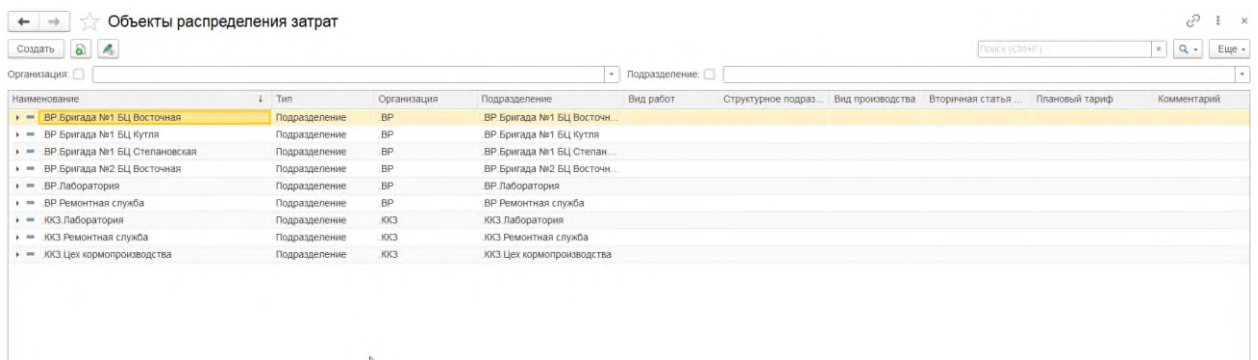 Объекты распределения затрат
Создать Поиск (Ctrl+F) × Еще
Организация: Подразделение:
Наименование ↓ Тип Организация Подразделение Вид работ Структурное подраз... Вид производства Вторичная статья ... Плановый тариф Комментарий
.ВР.Бригада №1 БЦ Восточная Подразделение .ВР .ВР.Бригада №1 БЦ Восточн...
.ВР.Бригада №1 БЦ Кутля Подразделение .ВР .ВР.Бригада №1 БЦ Кутля
.ВР.Бригада №1 БЦ Степановская Подразделение .ВР .ВР.Бригада №1 БЦ Степан...
.ВР.Бригада №2 БЦ Восточная Подразделение .ВР .ВР.Бригада №2 БЦ Восточн...
.ВР.Лаборатория Подразделение .ВР .ВР.Лаборатория
.ВР.Ремонтная служба Подразделение .ВР .ВР.Ремонтная служба
.ККЗ.Лаборатория Подразделение .ККЗ .ККЗ.Лаборатория
.ККЗ.Ремонтная служба Подразделение .ККЗ .ККЗ.Ремонтная служба
.ККЗ.Цех кормопроизводства Подразделение .ККЗ .ККЗ.Цех кормопроизводства